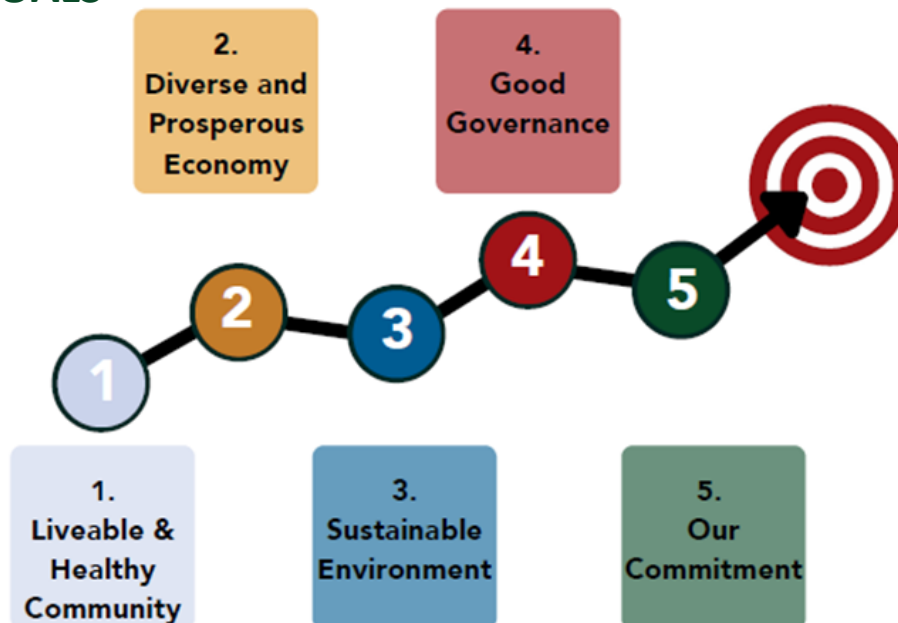 2.
Diverse and
Prosperous
Economy
4.
Good
Governance
1
2
3
4
5
1.
Liveable &
Healthy
Community
3.
Sustainable
Environment
5.
Our
Commitment